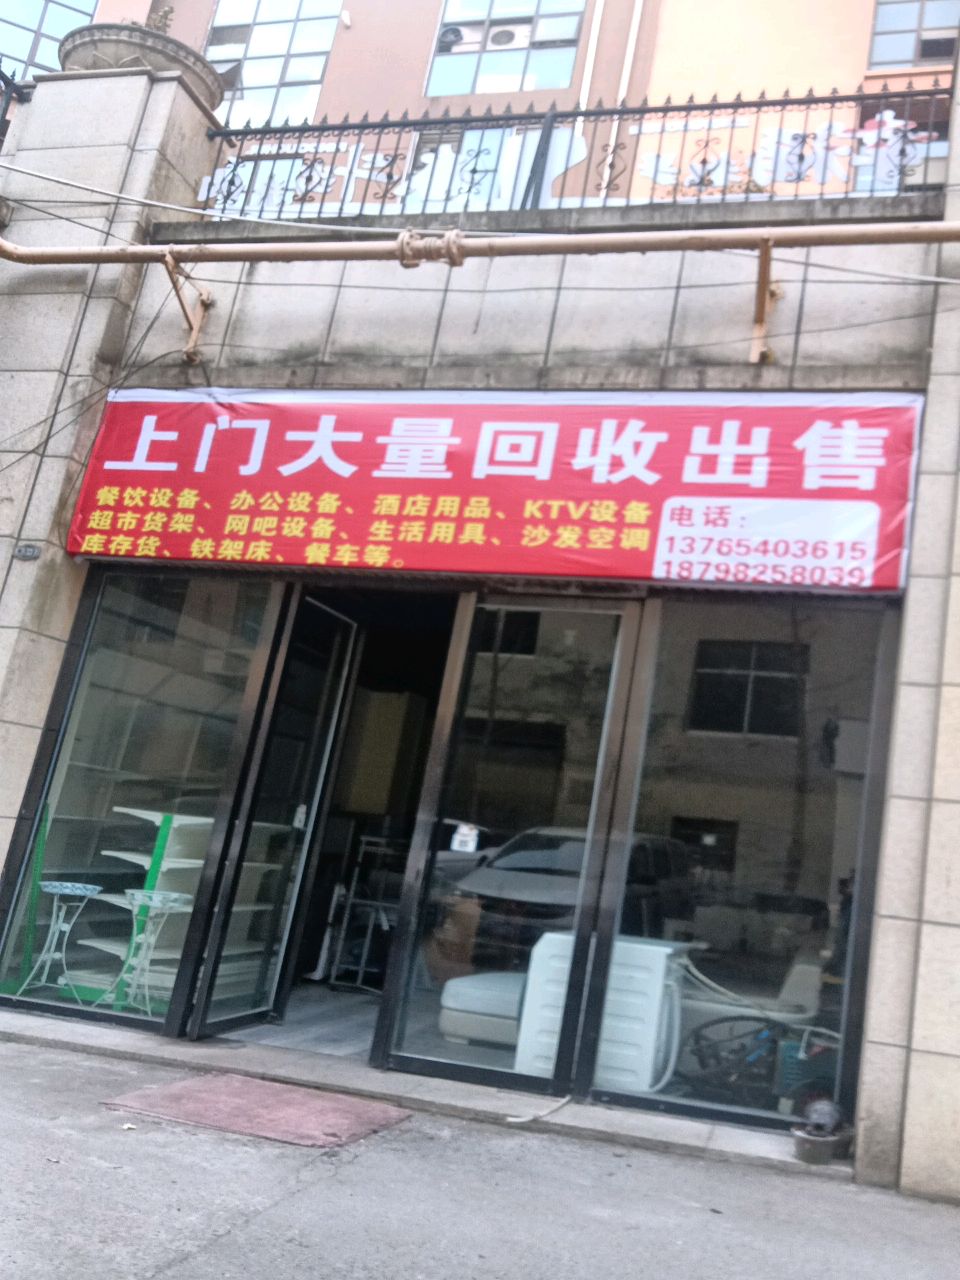 上门大量回收出售
餐饮设备、办公设备、酒店用品、KTV设备
超市货架、网吧设备、生活用具、沙发空调
库存货、铁架床、餐车等。
电话:
13765403615
18798258039